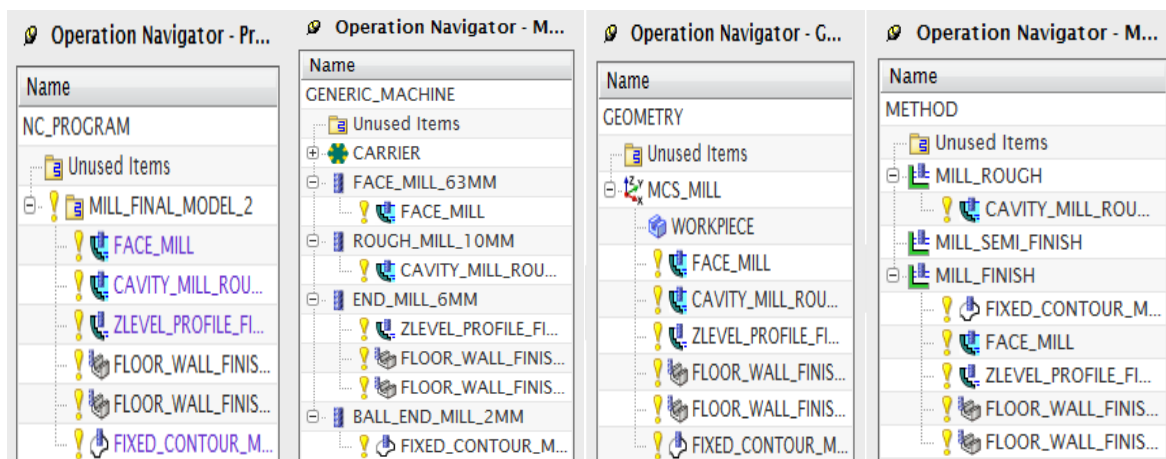 Operation Navigator - Pr...
Name
NC_PROGRAM
Unused Items
MILL_FINAL_MODEL_2
FACE_MILL
CAVITY_MILL_ROU...
ZLEVEL_PROFILE_FI...
FLOOR_WALL_FINIS...
FLOOR_WALL_FINIS...
FIXED_CONTOUR_M...
Operation Navigator - M...
Name
GENERIC_MACHINE
Unused Items
CARRIER
FACE_MILL_63MM
FACE_MILL
ROUGH_MILL_10MM
CAVITY_MILL_ROU...
END_MILL_6MM
ZLEVEL_PROFILE_FI...
FLOOR_WALL_FINIS...
FLOOR_WALL_FINIS...
BALL_END_MILL_2MM
FIXED_CONTOUR_M...
Operation Navigator - G...
Name
GEOMETRY
Unused Items
MCS_MILL
WORKPIECE
FACE_MILL
CAVITY_MILL_ROU...
ZLEVEL_PROFILE_FI...
FLOOR_WALL_FINIS...
FLOOR_WALL_FINIS...
FIXED_CONTOUR_M...
Operation Navigator - M...
Name
METHOD
Unused Items
MILL_ROUGH
CAVITY_MILL_ROU...
MILL_SEMI_FINISH
MILL_FINISH
FIXED_CONTOUR_M...
FACE_MILL
ZLEVEL_PROFILE_FI...
FLOOR_WALL_FINIS...
FLOOR_WALL_FINIS...